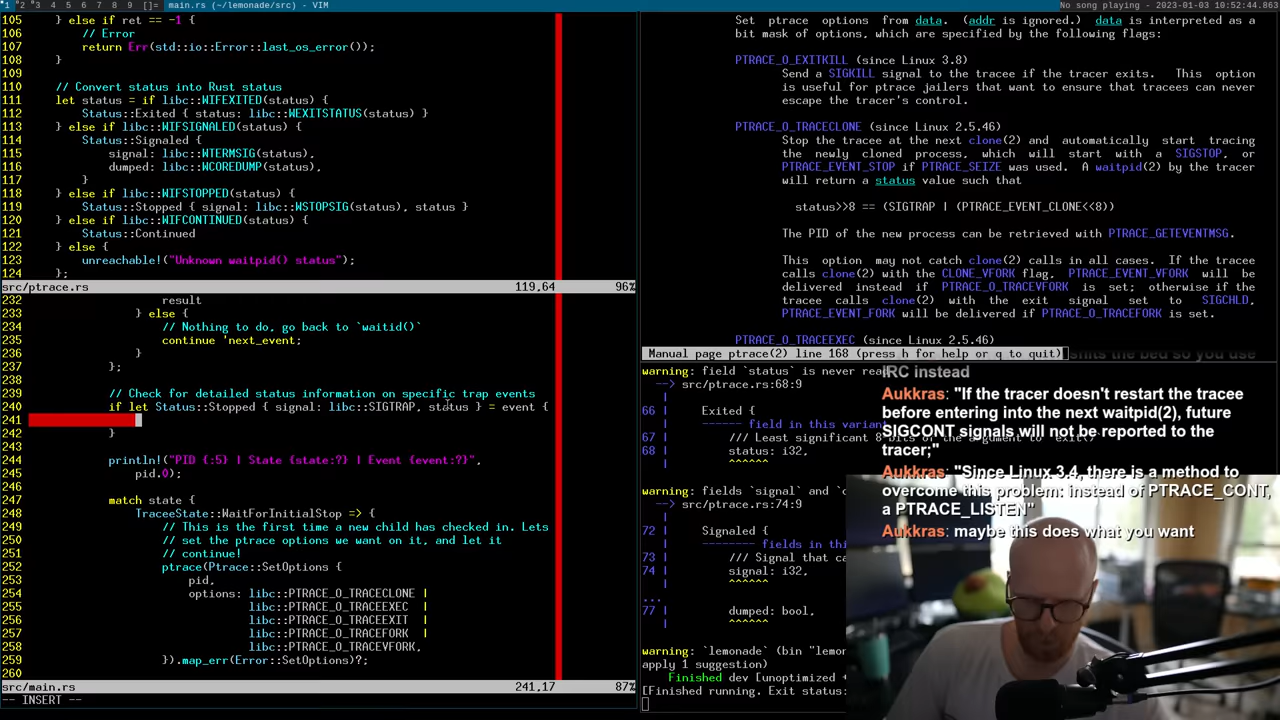 1 2 3 4 5 6 7 8 9 []= main.rs (~/lemonade/src) - VIM
No song playing - 2023-01-03 10:52:44.863
105 } else if ret == -1 {
106 // Error
107 return Err(std::io::Error::last_os_error());
108 }
109
110 // Convert status into Rust status
111 let status = if libc::WIFEXITED(status) {
112 Status::Exited { status: libc::WEXITSTATUS(status) }
113 } else if libc::WIFSIGNALED(status) {
114 Status::Signaled {
115 signal: libc::WTERMSIG(status),
116 dumped: libc::WCOREDUMP(status),
117 }
118 } else if libc::WIFSTOPPED(status) {
119 Status::Stopped { signal: libc::WSTOPSIG(status), status }
120 } else if libc::WIFCONTINUED(status) {
121 Status::Continued
122 } else {
123 unreachable!("Unknown waitpid() status");
124 };
src/ptrace.rs 119,64 96%
232 result
233 } else {
234 // Nothing to do, go back to `waitid()`
235 continue 'next_event;
236 }
237 };
238
239 // Check for detailed status information on specific trap events
240 if let Status::Stopped { signal: libc::SIGTRAP, status } = event {
241
242 }
243
244 println!("PID {:5} | State {state:?} | Event {event:?}",
245 pid.0);
246
247 match state {
248 TraceeState::WaitForInitialStop => {
249 // This is the first time a new child has checked in. Lets
250 // set the ptrace options we want on it, and let it
251 // continue!
252 ptrace(Ptrace::SetOptions {
253 pid,
254 options: libc::PTRACE_O_TRACECLONE |
255 libc::PTRACE_O_TRACEEXEC |
256 libc::PTRACE_O_TRACEEXIT |
257 libc::PTRACE_O_TRACEFORK |
258 libc::PTRACE_O_TRACEVFORK,
259 }).map_err(Error::SetOptions)?;
260
src/main.rs 241,17 87%
-- INSERT --
Set ptrace options from data. (addr is ignored.) data is interpreted as a
bit mask of options, which are specified by the following flags:
PTRACE_O_EXITKILL (since Linux 3.8)
Send a SIGKILL signal to the tracee if the tracer exits. This option
is useful for ptrace jailers that want to ensure that tracees can never
escape the tracer's control.
PTRACE_O_TRACECLONE (since Linux 2.5.46)
Stop the tracee at the next clone(2) and automatically start tracing
the newly cloned process, which will start with a SIGSTOP, or
PTRACE_EVENT_STOP if PTRACE_SEIZE was used. A waitpid(2) by the tracer
will return a status value such that
status>>8 == (SIGTRAP | (PTRACE_EVENT_CLONE<<8))
The PID of the new process can be retrieved with PTRACE_GETEVENTMSG.
This option may not catch clone(2) calls in all cases. If the tracee
calls clone(2) with the CLONE_VFORK flag, PTRACE_EVENT_VFORK will be
delivered instead if PTRACE_O_TRACEVFORK is set; otherwise if the
tracee calls clone(2) with the exit signal set to SIGCHLD,
PTRACE_EVENT_FORK will be delivered if PTRACE_O_TRACEFORK is set.
PTRACE_O_TRACEEXEC (since Linux 2.5.46)
Manual page ptrace(2) line 168 (press h for help or q to quit)
warning: field `status` is never read
--> src/ptrace.rs:68:9
66 | Exited {
| ------ field in this variant
67 | /// Least significant 8 bits of the argument to `exit()`
68 | status: i32,
| ^^^^^^
warning: fields `signal` and
--> src/ptrace.rs:74:9
72 | Signaled {
| -------- fields in
73 | /// Signal that
74 | signal: i32,
| ^^^^^^
...
77 | dumped: bool,
| ^^^^^^
warning: `lemonade` (bin
apply 1 suggestion)
Finished dev [unoptimized
[Finished running. Exit status:
shits the bed so you use
IRC instead
Aukkras: "If the tracer doesn't restart the tracee
before entering into the next waitpid(2), future
SIGCONT signals will not be reported to the
tracer;"
Aukkras: "Since Linux 3.4, there is a method to
overcome this problem: instead of PTRACE_CONT,
a PTRACE_LISTEN"
Aukkras: maybe this does what you want